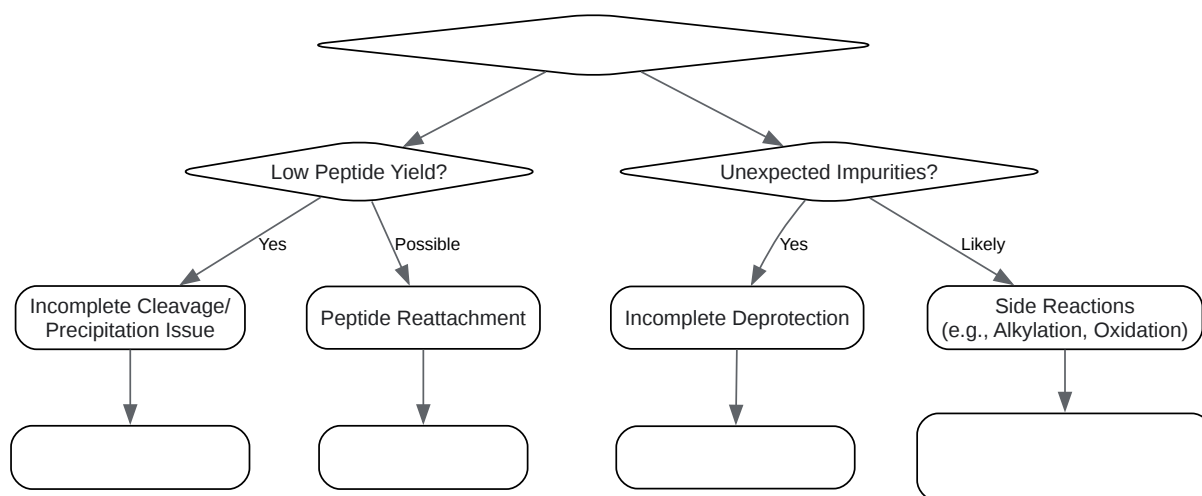 Low Peptide Yield?
Unexpected Impurities?
Yes
Possible
Yes
Likely
Incomplete Cleavage/
Precipitation Issue
Peptide Reattachment
Incomplete Deprotection
Side Reactions
(e.g., Alkylation, Oxidation)